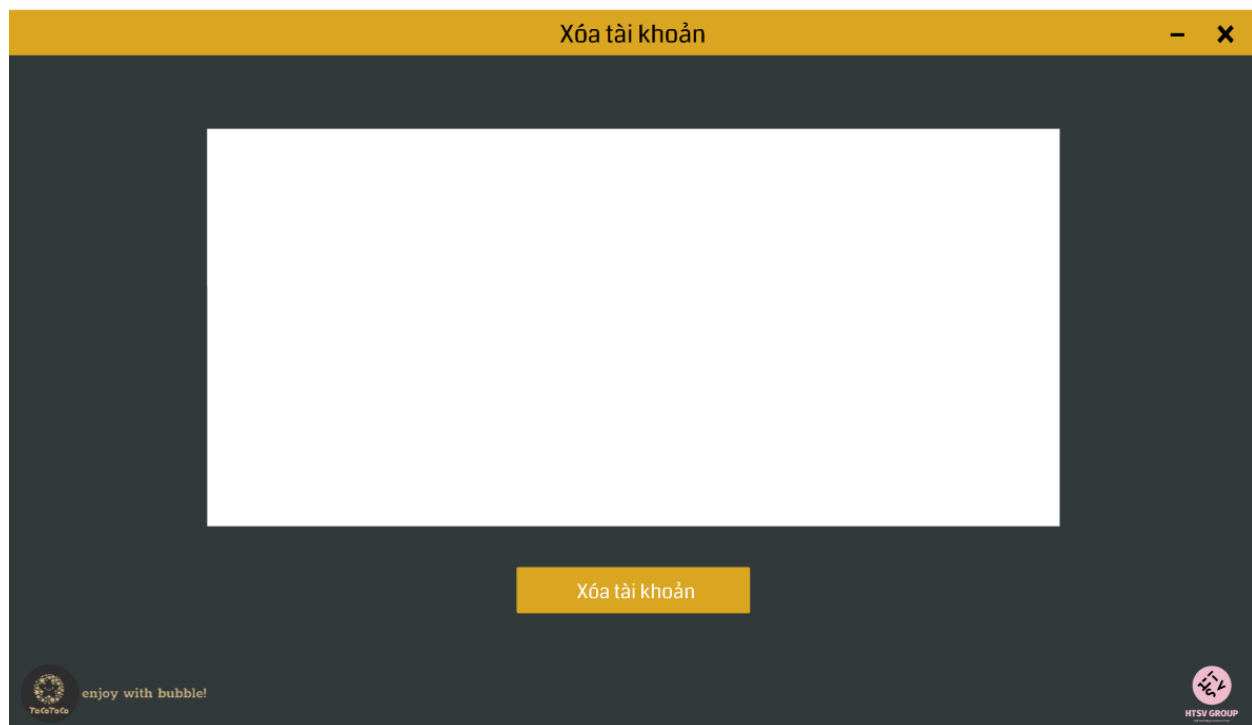 Xóa tài khoản
Xóa tài khoản
ToCoToCo
enjoy with bubble!
HTSV GROUP